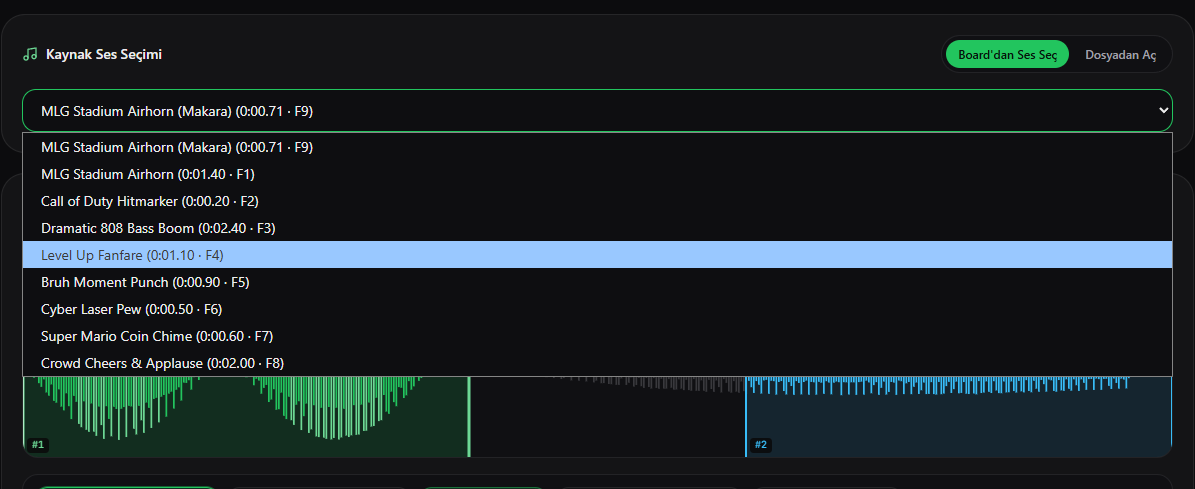 Kaynak Ses Seçimi
Board'dan Ses Seç
Dosyadan Aç
MLG Stadium Airhorn (Makara) (0:00.71 · F9)
MLG Stadium Airhorn (Makara) (0:00.71 · F9)
MLG Stadium Airhorn (0:01.40 · F1)
Call of Duty Hitmarker (0:00.20 · F2)
Dramatic 808 Bass Boom (0:02.40 · F3)
Level Up Fanfare (0:01.10 · F4)
Bruh Moment Punch (0:00.90 · F5)
Cyber Laser Pew (0:00.50 · F6)
Super Mario Coin Chime (0:00.60 · F7)
Crowd Cheers & Applause (0:02.00 · F8)
#1
#2